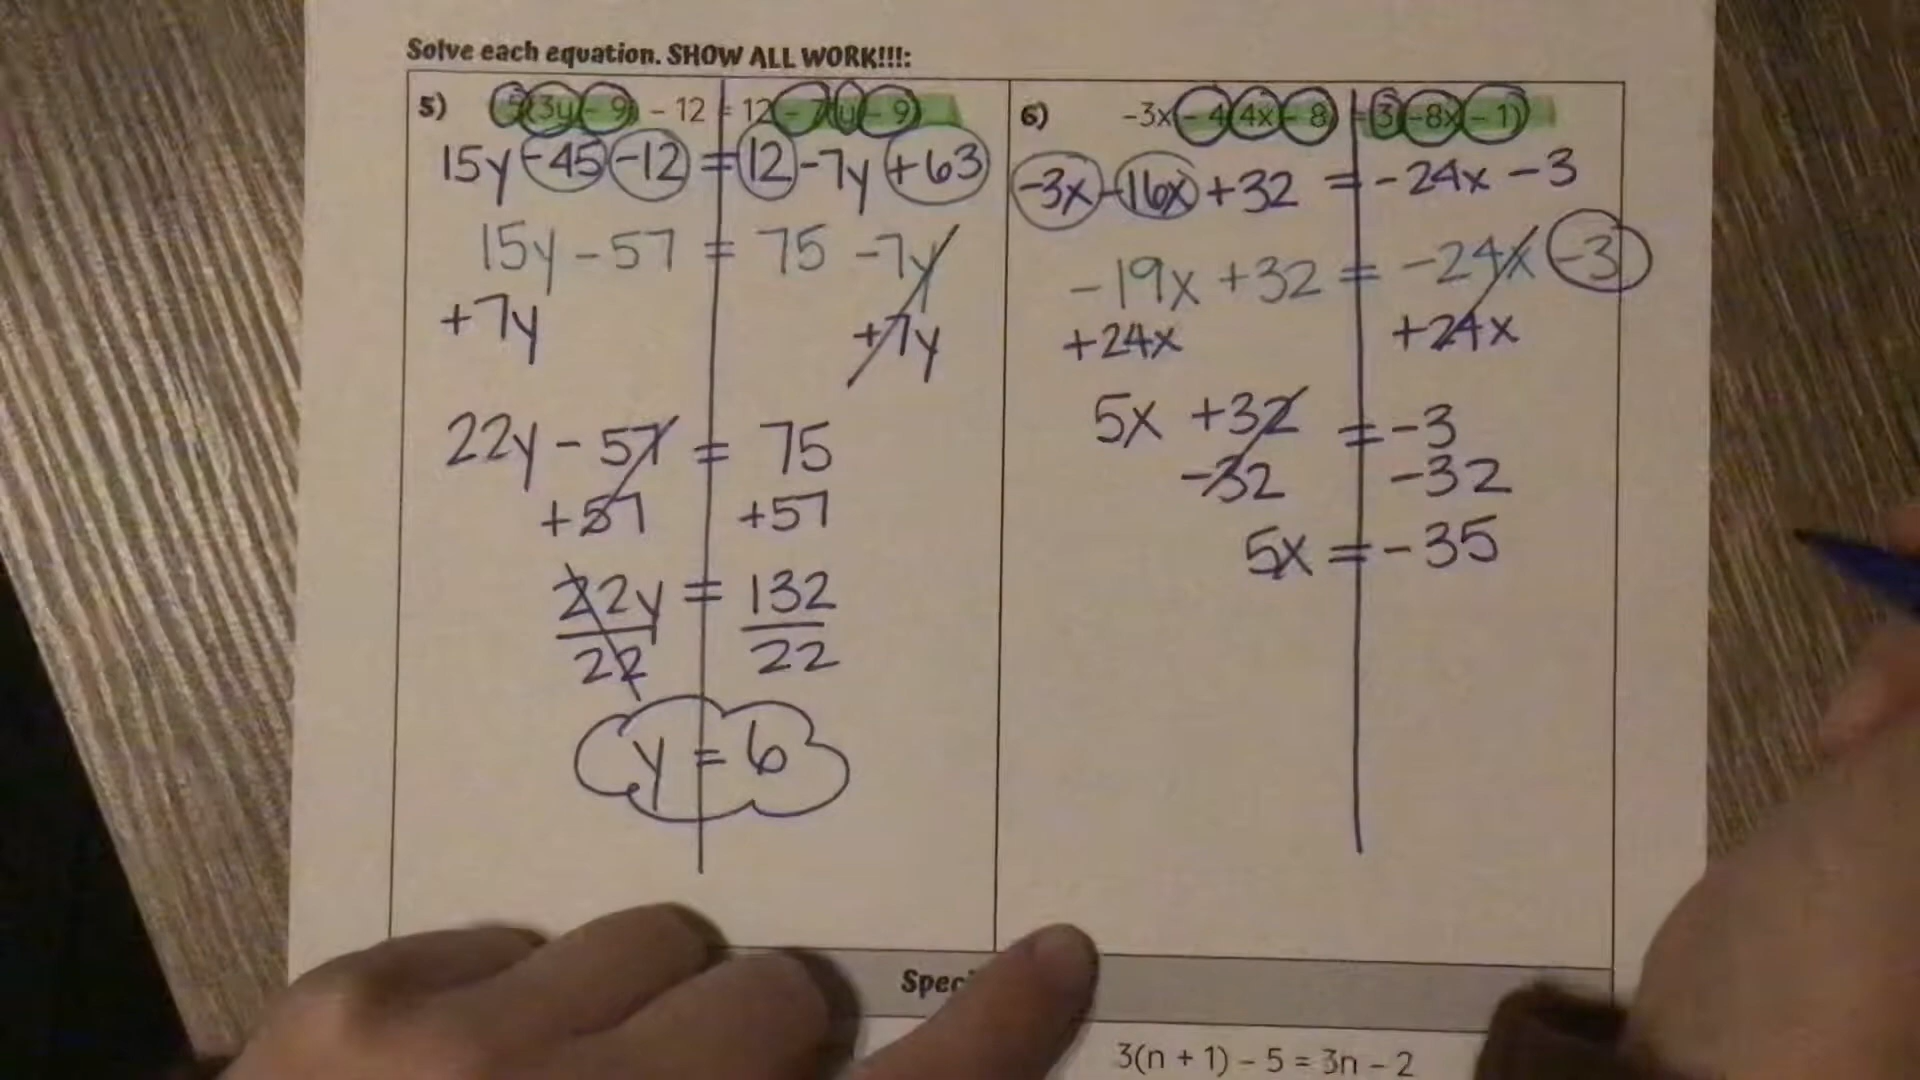 Solve each equation. SHOW ALL WORK!!!:
5) 5(3y - 9) - 12 = 12 - 7(y - 9)
15y -45 -12 = 12 -7y +63
15y - 57 = 75 -7y
+7y +7y
22y - 57 = 75
+57 +57
22y = 132
22 22
y = 6
6) -3x - 4(4x - 8) = 3(-8x - 1)
-3x -16x +32 = -24x -3
-19x +32 = -24x -3
+24x +24x
5x +32 = -3
-32 -32
5x = -35
3(n + 1) - 5 = 3n - 2